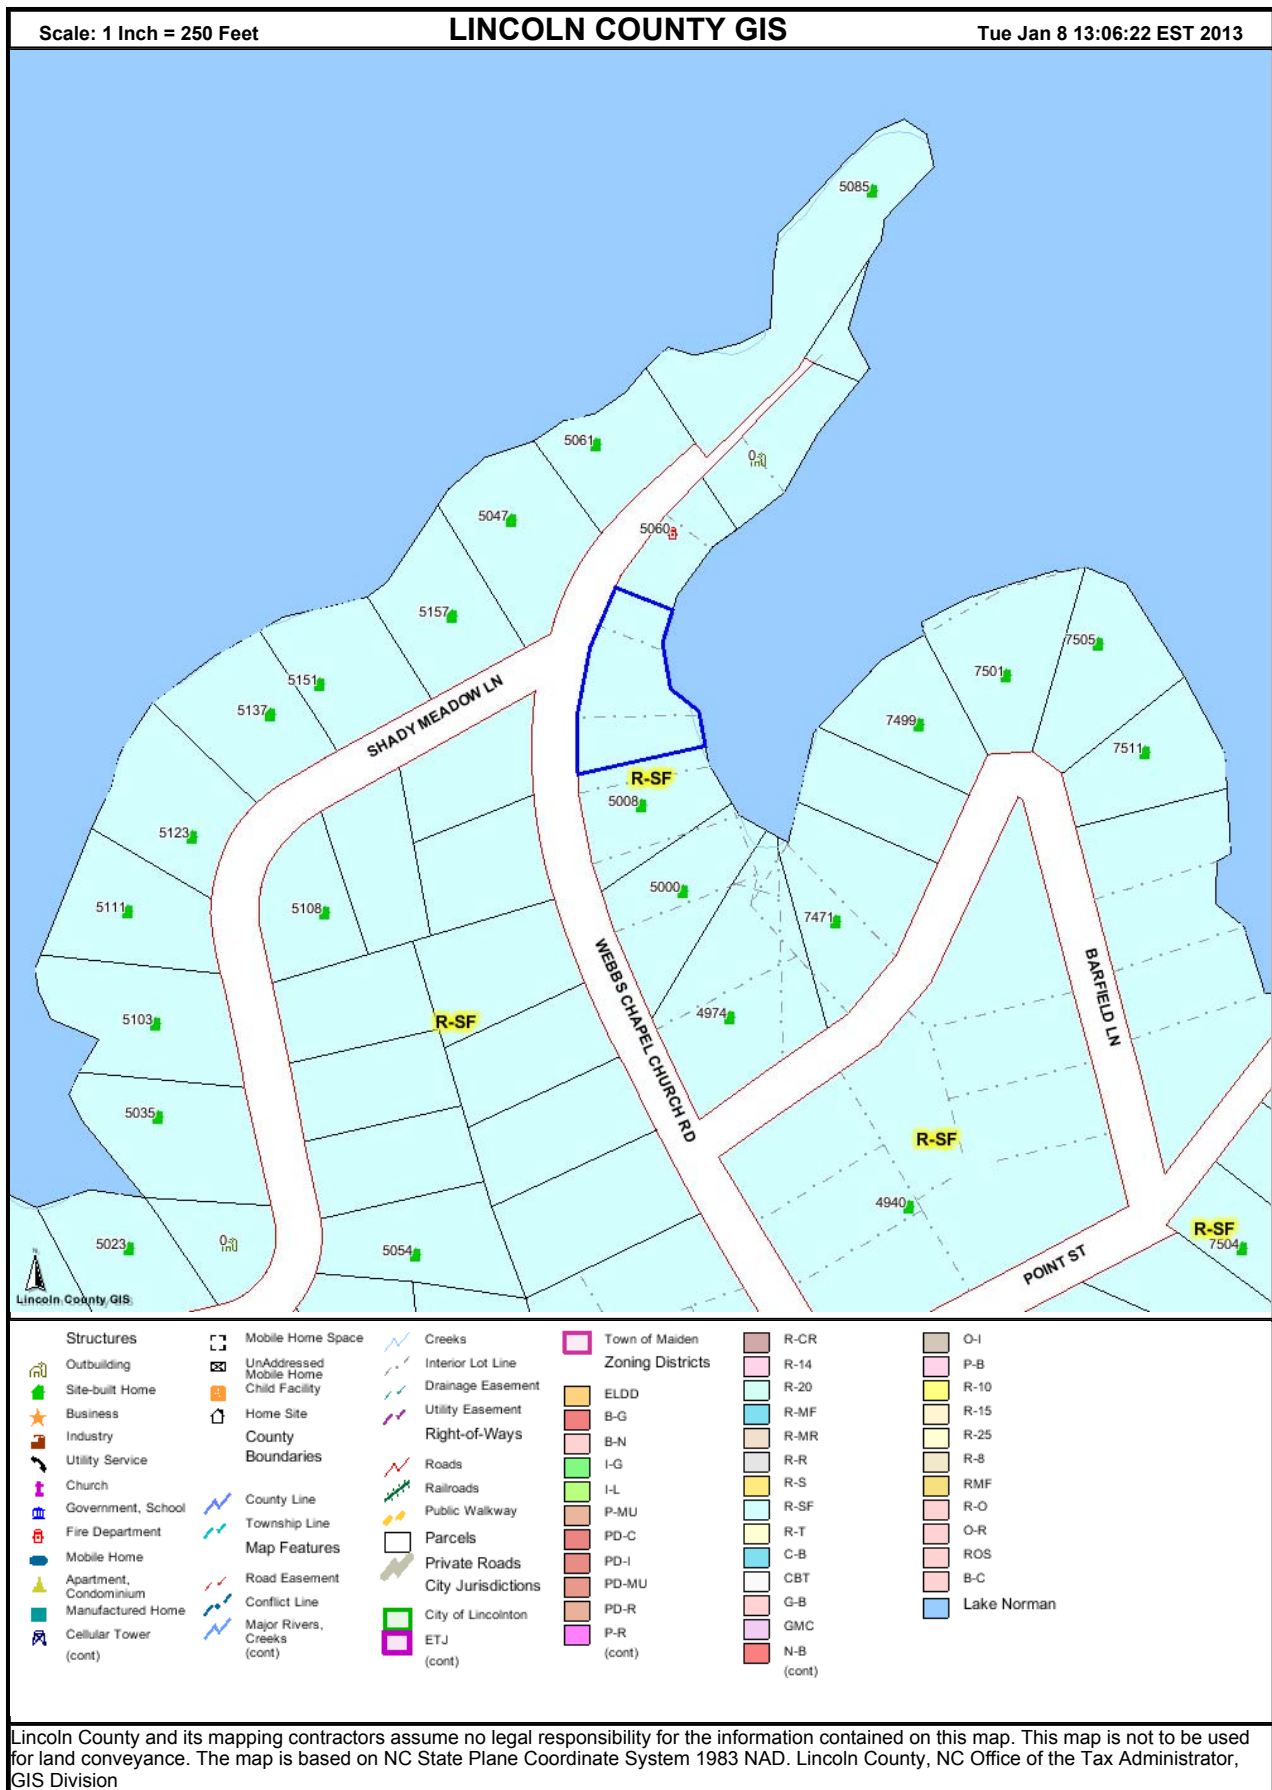 Scale: 1 Inch = 250 Feet
LINCOLN COUNTY GIS
Tue Jan 8 13:06:22 EST 2013
5085
5061
0
5047
5060
5157
7505
7501
5151
5137
SHADY MEADOW LN
7499
7511
R-SF
5008
5123
5000
5111
5108
7471
WEBBS CHAPEL CHURCH RD
BARFIELD LN
5103
R-SF
4974
5035
R-SF
4940
5023
0
5054
R-SF
7504
POINT ST
N
Lincoln County GIS
Structures
Outbuilding
Site-built Home
Business
Industry
Utility Service
Church
Government, School
Fire Department
Mobile Home
Apartment,
Condominium
Manufactured Home
Cellular Tower
(cont)
Mobile Home Space
UnAddressed
Mobile Home
Child Facility
Home Site
County
Boundaries
County Line
Township Line
Map Features
Road Easement
Conflict Line
Major Rivers,
Creeks
(cont)
Creeks
Interior Lot Line
Drainage Easement
Utility Easement
Right-of-Ways
Roads
Railroads
Public Walkway
Parcels
Private Roads
City Jurisdictions
City of Lincolnton
ETJ
(cont)
Town of Maiden
Zoning Districts
ELDD
B-G
B-N
I-G
I-L
P-MU
PD-C
PD-I
PD-MU
PD-R
P-R
(cont)
R-CR
R-14
R-20
R-MF
R-MR
R-R
R-S
R-SF
R-T
C-B
CBT
G-B
GMC
N-B
(cont)
O-I
P-B
R-10
R-15
R-25
R-8
RMF
R-O
O-R
ROS
B-C
Lake Norman
Lincoln County and its mapping contractors assume no legal responsibility for the information contained on this map. This map is not to be used
for land conveyance. The map is based on NC State Plane Coordinate System 1983 NAD. Lincoln County, NC Office of the Tax Administrator,
GIS Division